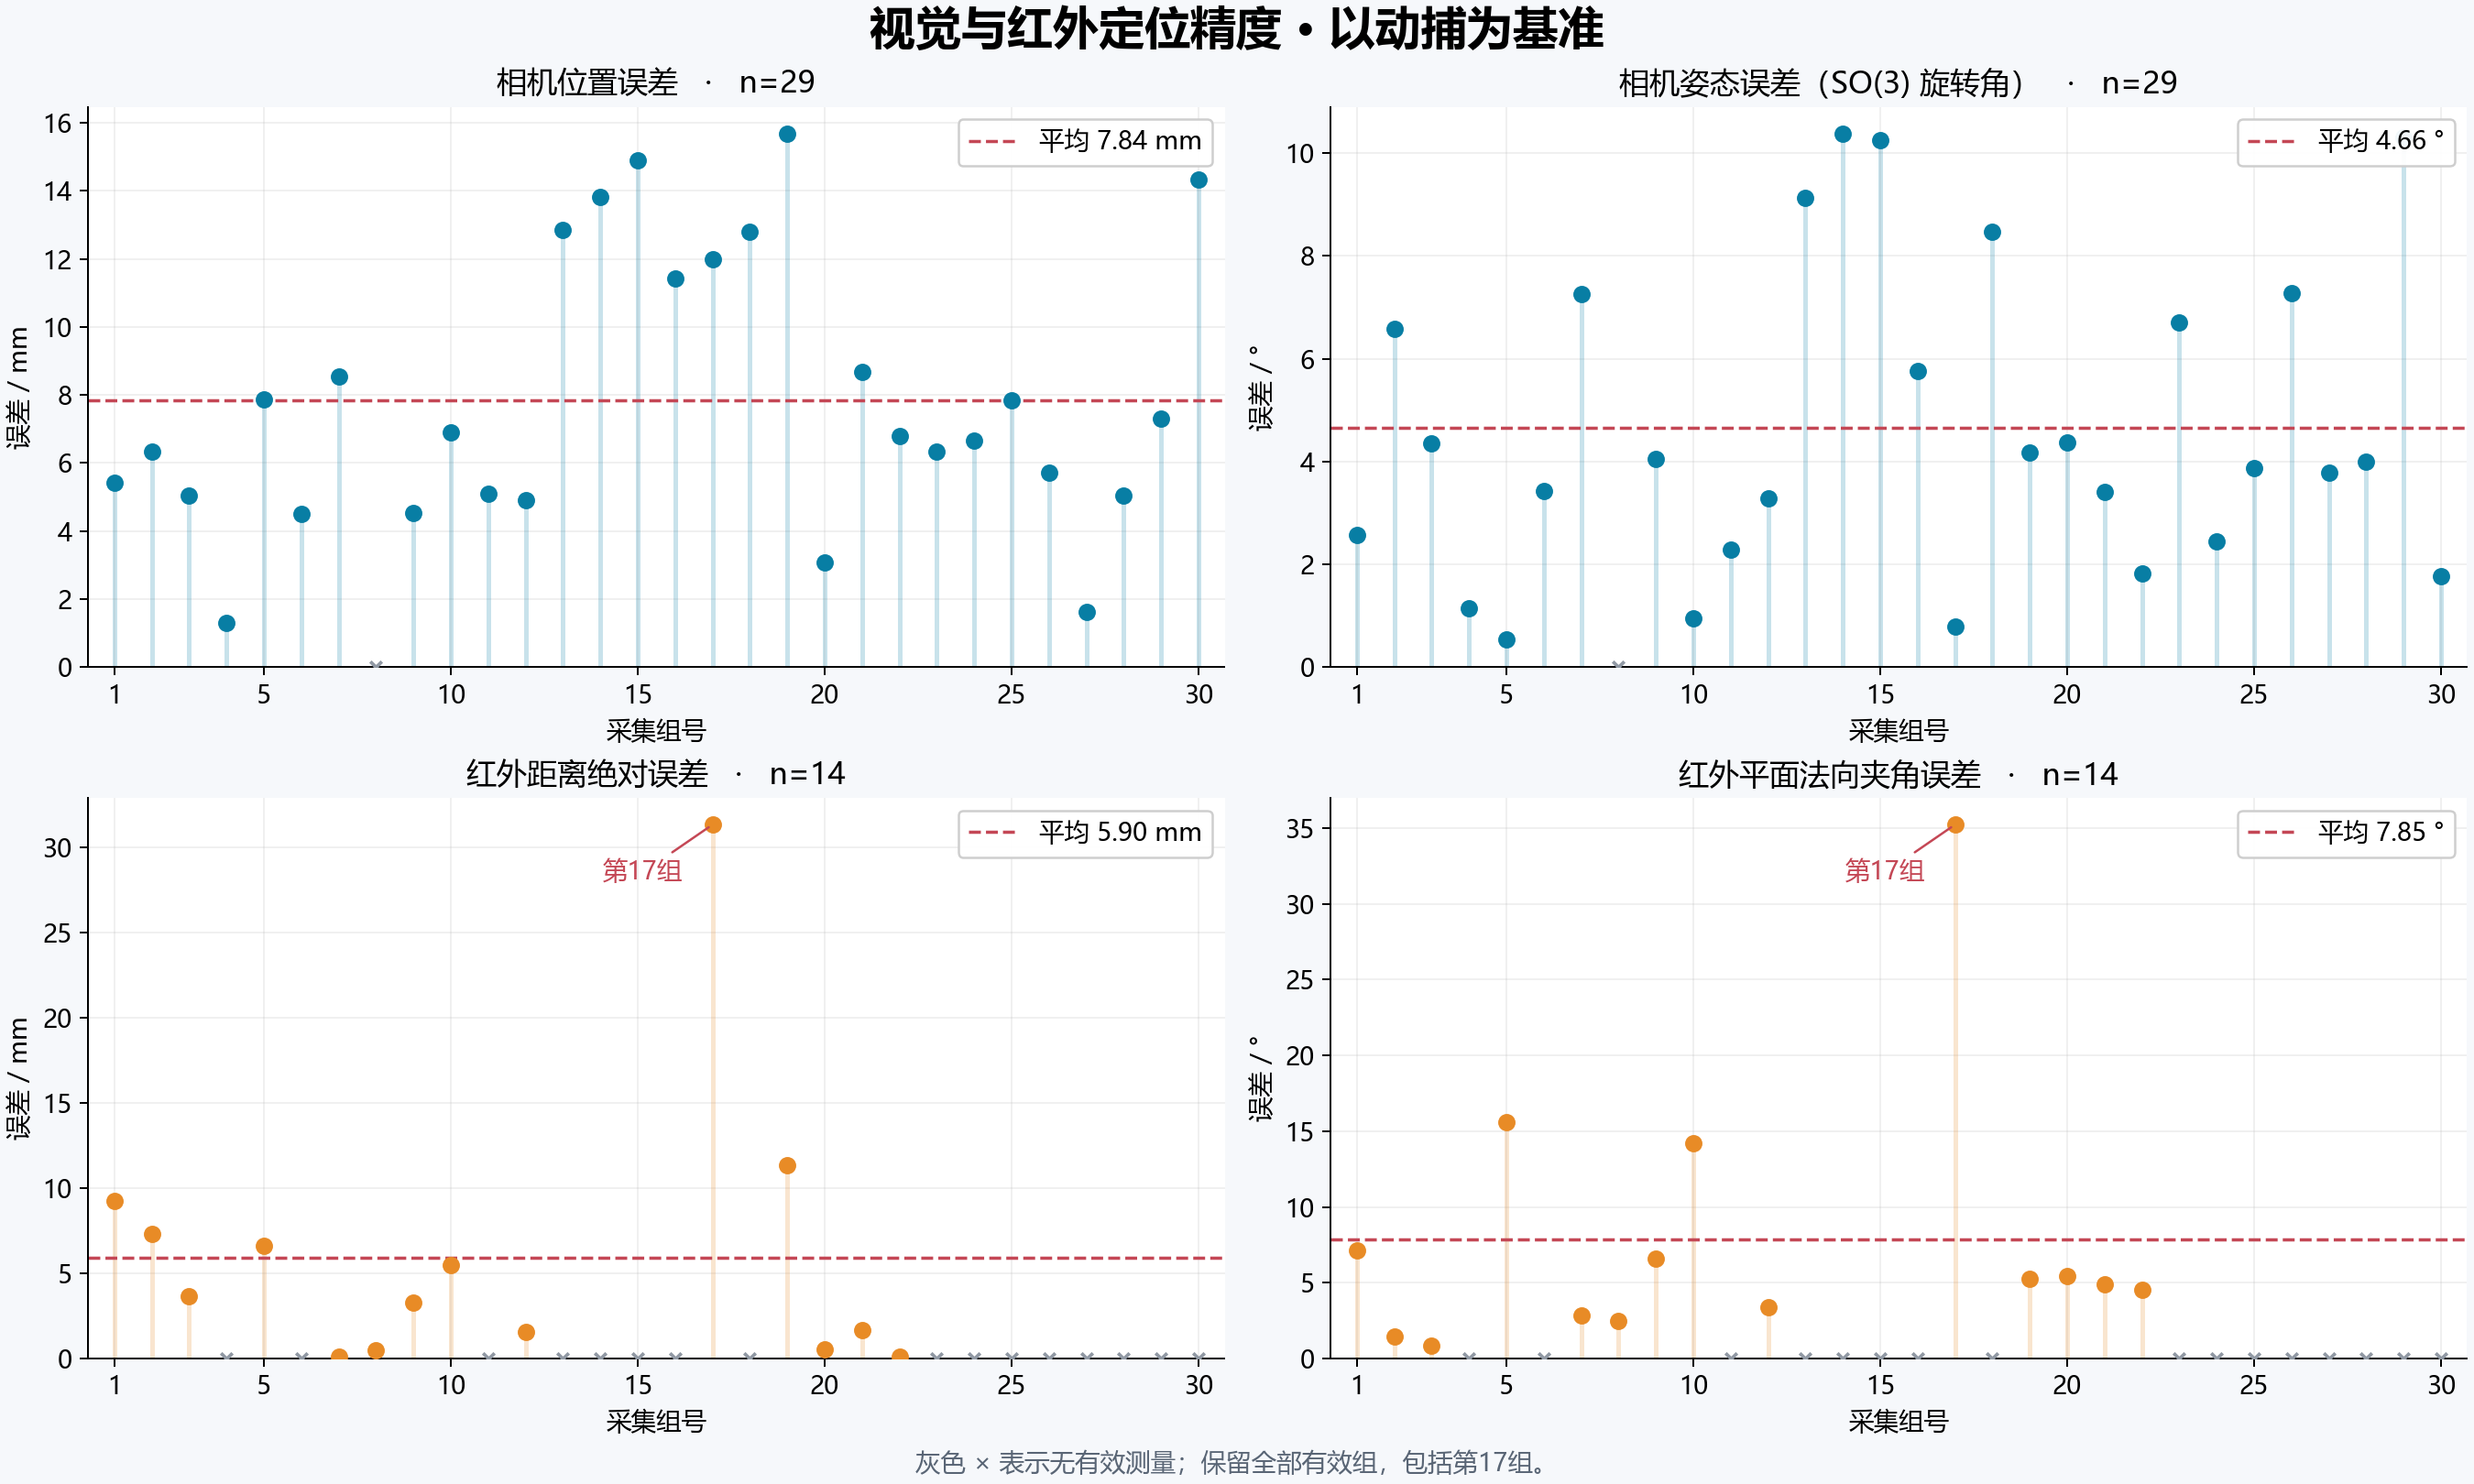 视觉与红外定位精度 • 以动捕为基准
相机位置误差 · n=29
误差 / mm
16
14
12
10
8
6
4
2
0
平均 7.84 mm
1 5 10 15 20 25 30
采集组号
相机姿态误差（SO(3) 旋转角） · n=29
误差 / °
10
8
6
4
2
0
平均 4.66 °
1 5 10 15 20 25 30
采集组号
红外距离绝对误差 · n=14
误差 / mm
30
25
20
15
10
5
0
平均 5.90 mm
第17组
1 5 10 15 20 25 30
采集组号
红外平面法向夹角误差 · n=14
误差 / °
35
30
25
20
15
10
5
0
平均 7.85 °
第17组
1 5 10 15 20 25 30
采集组号
灰色 × 表示无有效测量；保留全部有效组，包括第17组。